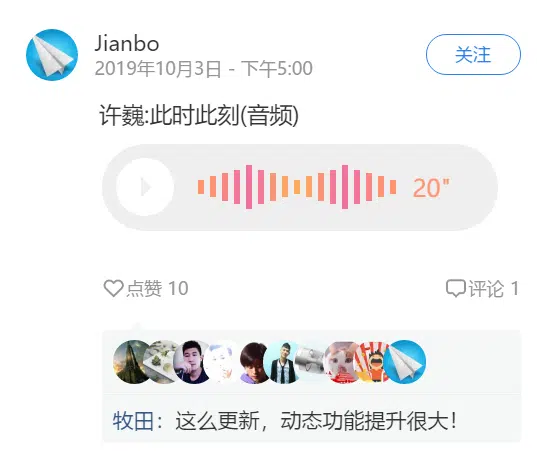 Jianbo
2019年10月3日 - 下午5:00
关注
许巍:此时此刻(音频)
20"
点赞 10
评论 1
牧田：这么更新，动态功能提升很大！